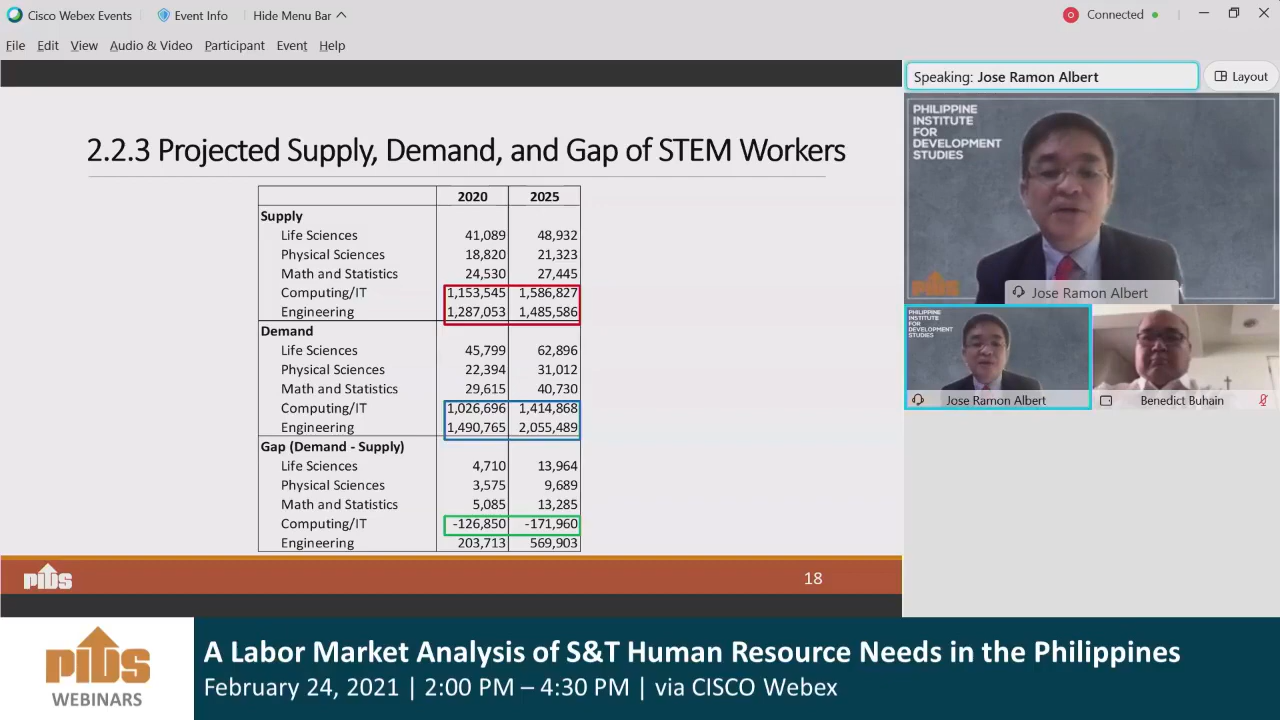 Cisco Webex Events Event Info Hide Menu Bar Connected
File Edit View Audio & Video Participant Event Help
Speaking: Jose Ramon Albert Layout
2.2.3 Projected Supply, Demand, and Gap of STEM Workers
2020 2025
Supply
Life Sciences 41,089 48,932
Physical Sciences 18,820 21,323
Math and Statistics 24,530 27,445
Computing/IT 1,153,545 1,586,827
Engineering 1,287,053 1,485,586
Demand
Life Sciences 45,799 62,896
Physical Sciences 22,394 31,012
Math and Statistics 29,615 40,730
Computing/IT 1,026,696 1,414,868
Engineering 1,490,765 2,055,489
Gap (Demand - Supply)
Life Sciences 4,710 13,964
Physical Sciences 3,575 9,689
Math and Statistics 5,085 13,285
Computing/IT -126,850 -171,960
Engineering 203,713 569,903
PIDS 18
PHILIPPINE
INSTITUTE
FOR
DEVELOPMENT
STUDIES
PIDS
Jose Ramon Albert
PHILIPPINE
INSTITUTE
FOR
DEVELOPMENT
STUDIES
Jose Ramon Albert
Benedict Buhain
PIDS
WEBINARS
A Labor Market Analysis of S&T Human Resource Needs in the Philippines
February 24, 2021 | 2:00 PM – 4:30 PM | via CISCO Webex